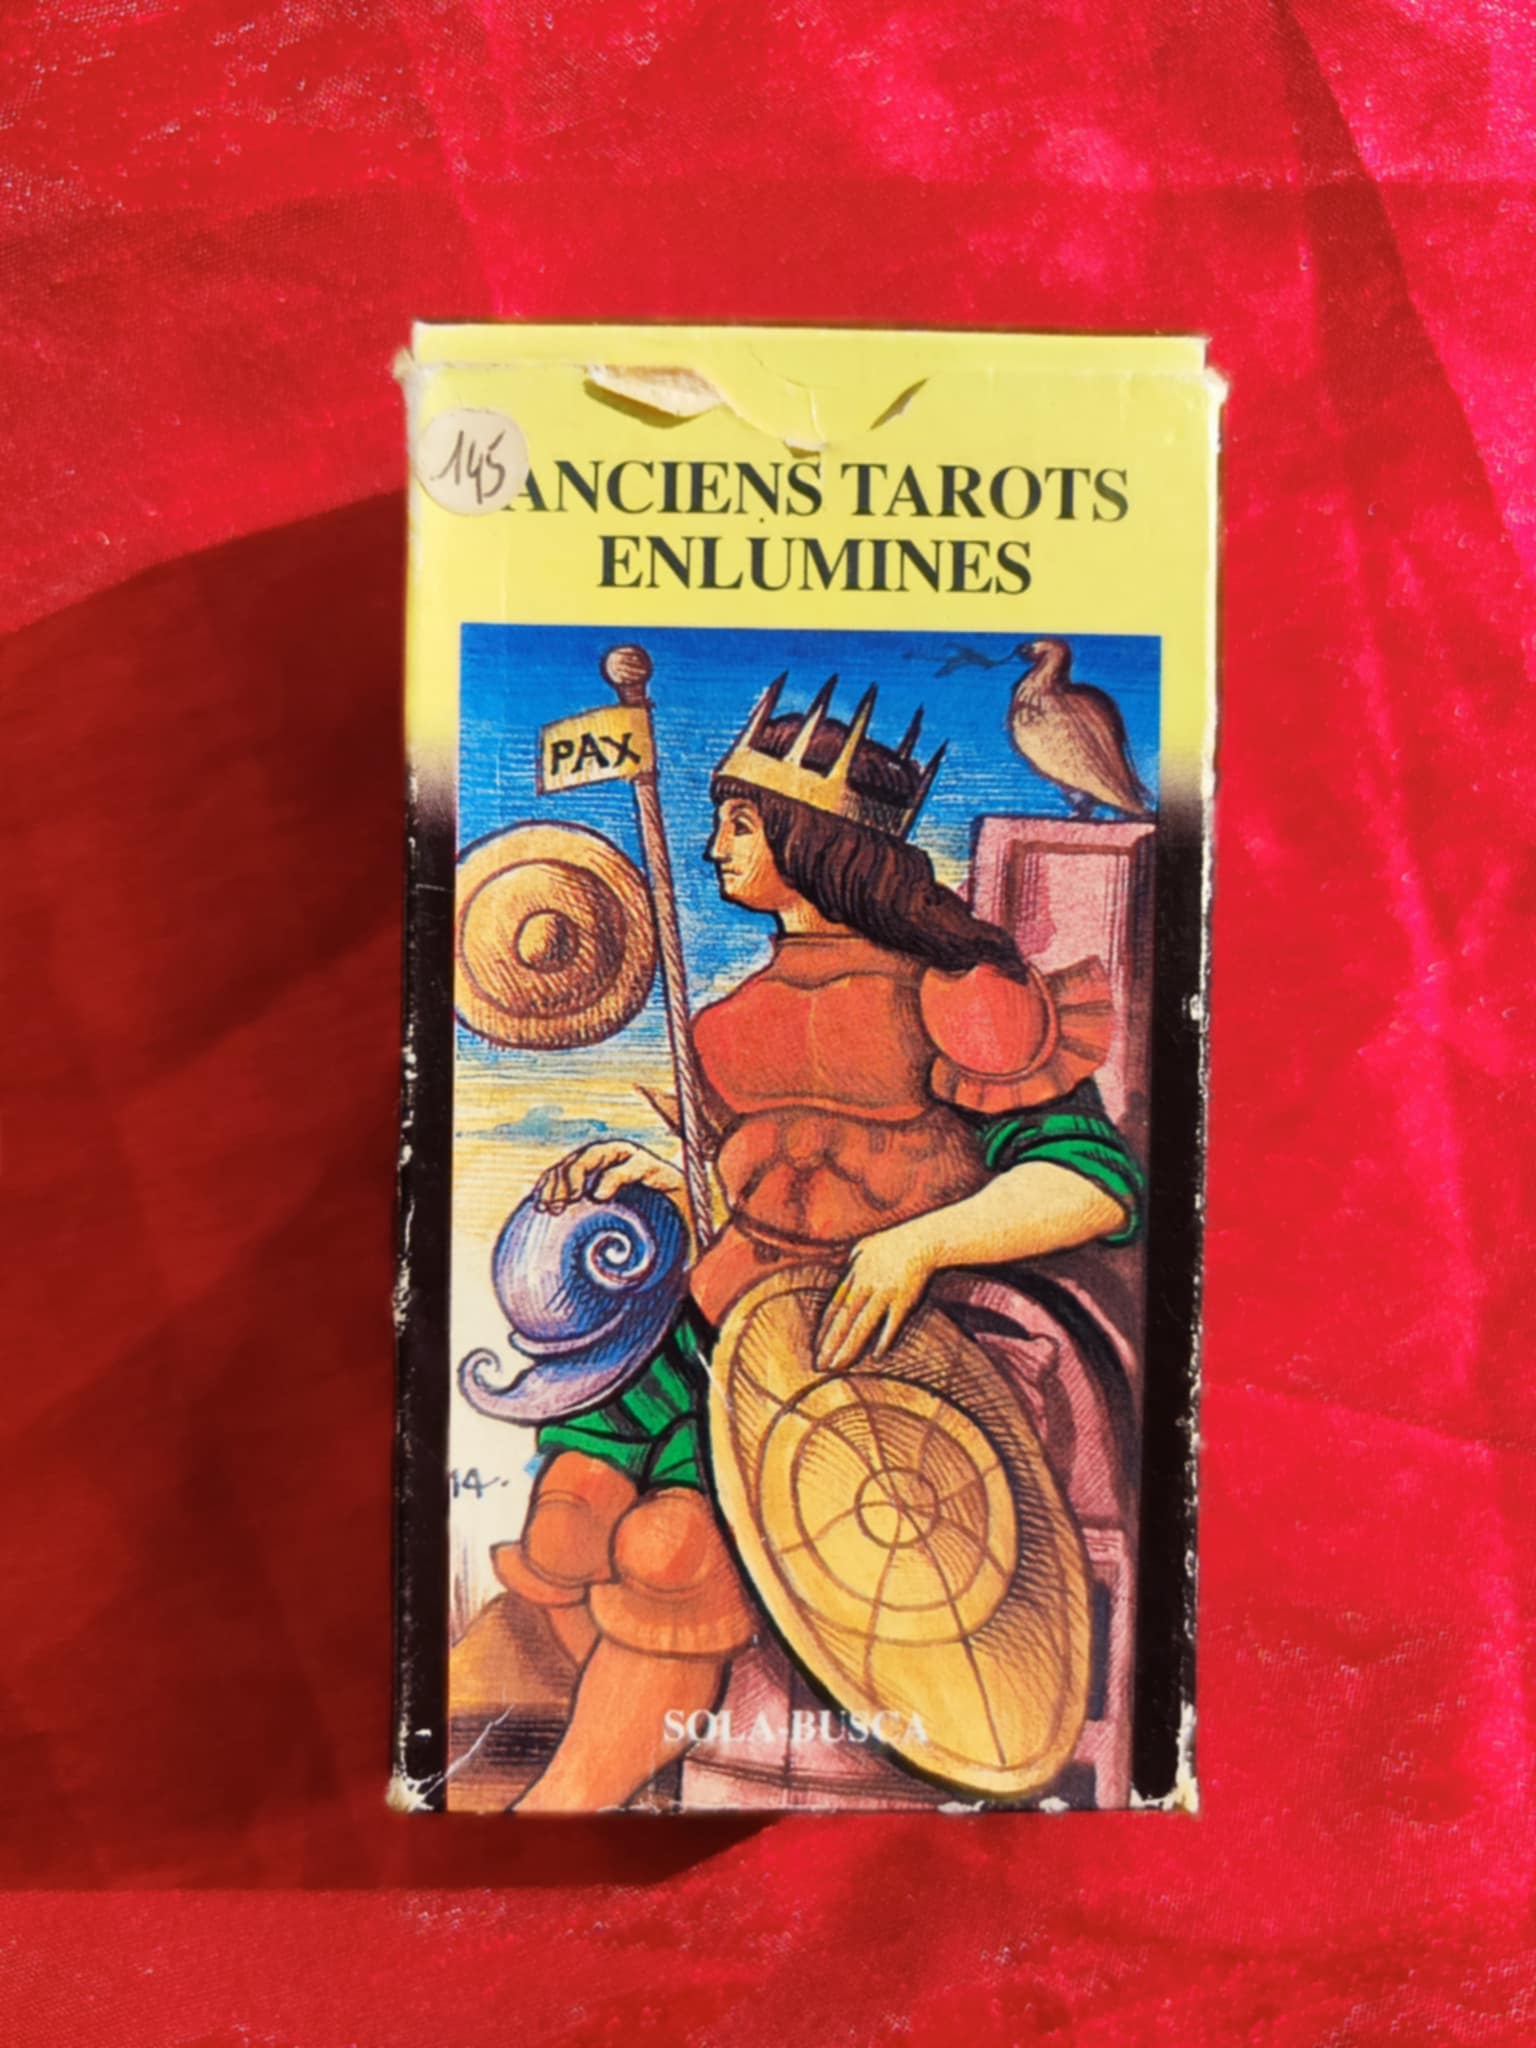 145
ANCIENS TAROTS
ENLUMINES
PAX
14.
SOLA-BUSCA